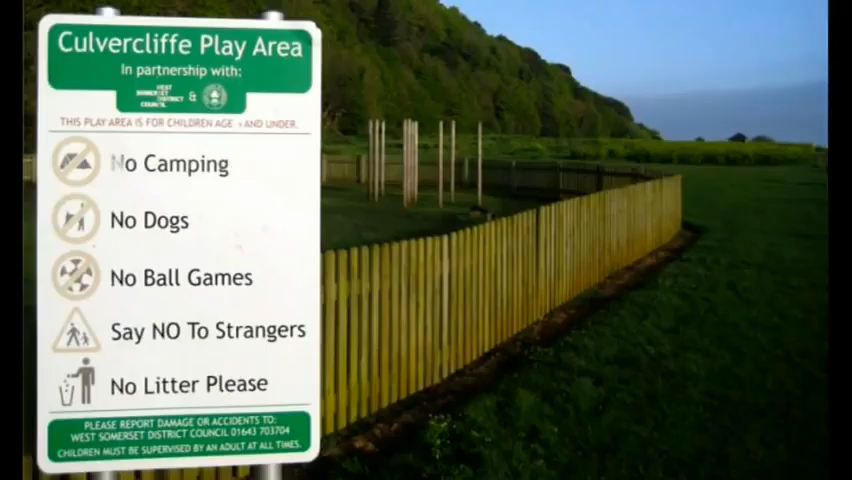 Culvercliffe Play Area
In partnership with:
WEST
SOMERSET
DISTRICT &
COUNCIL
THIS PLAY AREA IS FOR CHILDREN AGE AND UNDER.
No Camping
No Dogs
No Ball Games
Say NO To Strangers
No Litter Please
PLEASE REPORT DAMAGE OR ACCIDENTS TO:
WEST SOMERSET DISTRICT COUNCIL 01643 703704
CHILDREN MUST BE SUPERVISED BY AN ADULT AT ALL TIMES.